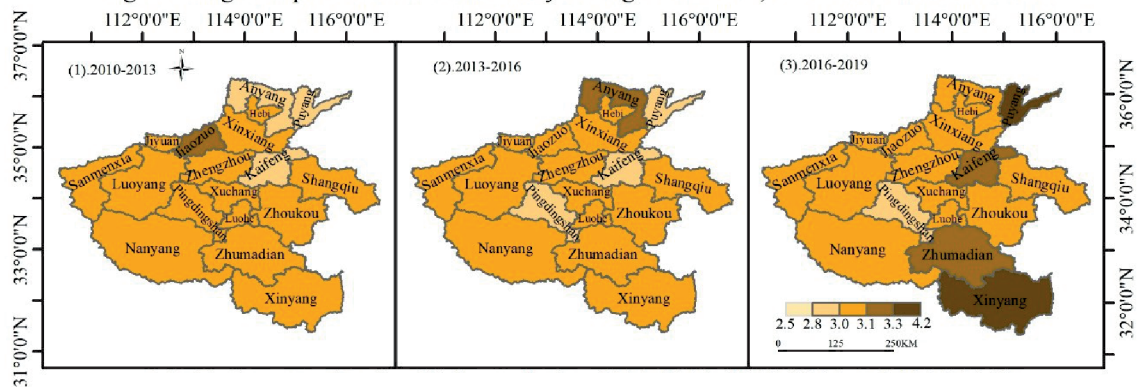 112°0'0"E 114°0'0"E 116°0'0"E 112°0'0"E 114°0'0"E 116°0'0"E 112°0'0"E 114°0'0"E 116°0'0"E
37°0'0"N
35°0'0"N
33°0'0"N
31°0'0"N
(1).2010-2013
N
Anyang
Puyang
Hebi
Xinxiang
Jiyuan
Jiaozuo
Sanmenxia
Zhengzhou
Kaifeng
Luoyang
Shangqiu
Xuchang
Pingdingshan
Luohe
Zhoukou
Nanyang
Zhumadian
Xinyang
(2).2013-2016
Anyang
Puyang
Hebi
Xinxiang
Jiyuan
Jiaozuo
Sanmenxia
Zhengzhou
Kaifeng
Luoyang
Shangqiu
Xuchang
Pingdingshan
Luohe
Zhoukou
Nanyang
Zhumadian
Xinyang
(3).2016-2019
Anyang
Puyang
Hebi
Xinxiang
Jiyuan
Jiaozuo
Sanmenxia
Zhengzhou
Kaifeng
Luoyang
Shangqiu
Xuchang
Pingdingshan
Luohe
Zhoukou
Nanyang
Zhumadian
Xinyang
2.5 2.8 3.0 3.1 3.3 4.2
0 125 250KM
36°0'0"N
34°0'0"N
32°0'0"N